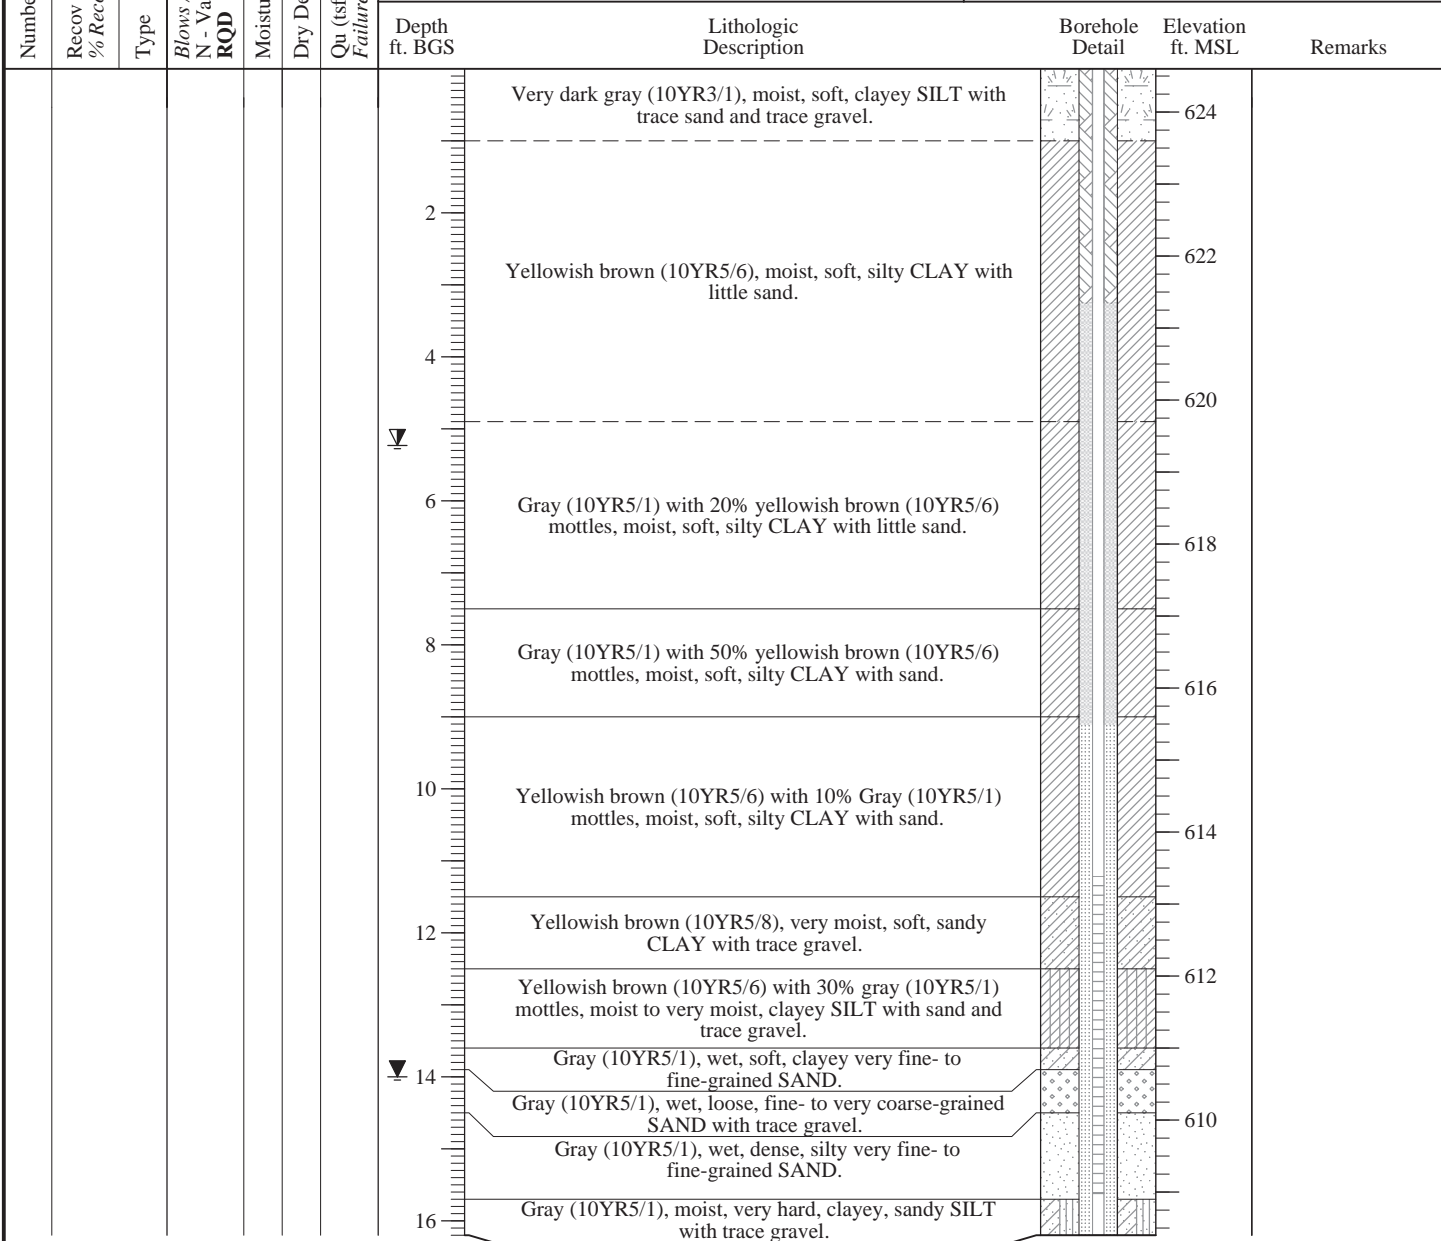 Number
Recov
% Rece
Type
Blows
N - Va
RQD
Moistu
Dry De
Qu (tsf
Failure
Depth
ft. BGS
Lithologic
Description
Borehole
Detail
Elevation
ft. MSL
Remarks
Very dark gray (10YR3/1), moist, soft, clayey SILT with
trace sand and trace gravel.
624
2
Yellowish brown (10YR5/6), moist, soft, silty CLAY with
little sand.
622
4
620
6
Gray (10YR5/1) with 20% yellowish brown (10YR5/6)
mottles, moist, soft, silty CLAY with little sand.
618
8
Gray (10YR5/1) with 50% yellowish brown (10YR5/6)
mottles, moist, soft, silty CLAY with sand.
616
10
Yellowish brown (10YR5/6) with 10% Gray (10YR5/1)
mottles, moist, soft, silty CLAY with sand.
614
12
Yellowish brown (10YR5/8), very moist, soft, sandy
CLAY with trace gravel.
612
Yellowish brown (10YR5/6) with 30% gray (10YR5/1)
mottles, moist to very moist, clayey SILT with sand and
trace gravel.
14
Gray (10YR5/1), wet, soft, clayey very fine- to
fine-grained SAND.
Gray (10YR5/1), wet, loose, fine- to very coarse-grained
SAND with trace gravel.
610
Gray (10YR5/1), wet, dense, silty very fine- to
fine-grained SAND.
16
Gray (10YR5/1), moist, very hard, clayey, sandy SILT
with trace gravel.